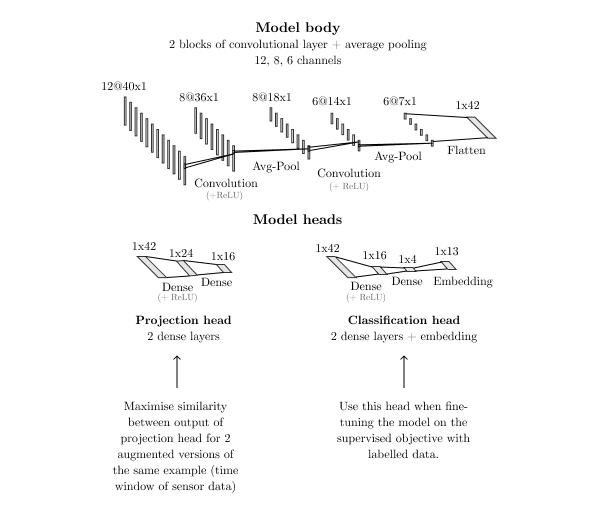 Model body
2 blocks of convolutional layer + average pooling
12, 8, 6 channels
12@40x1
8@36x1
8@18x1
6@14x1
6@7x1
1x42
Convolution
(+ReLU)
Avg-Pool
Convolution
(+ ReLU)
Avg-Pool
Flatten
Model heads
1x42
1x24
1x16
Dense
(+ ReLU)
Dense
Projection head
2 dense layers
Maximise similarity
between output of
projection head for 2
augmented versions of
the same example (time
window of sensor data)
1x42
1x16
1x4
1x13
Dense
(+ ReLU)
Dense
Embedding
Classification head
2 dense layers + embedding
Use this head when fine-
tuning the model on the
supervised objective with
labelled data.